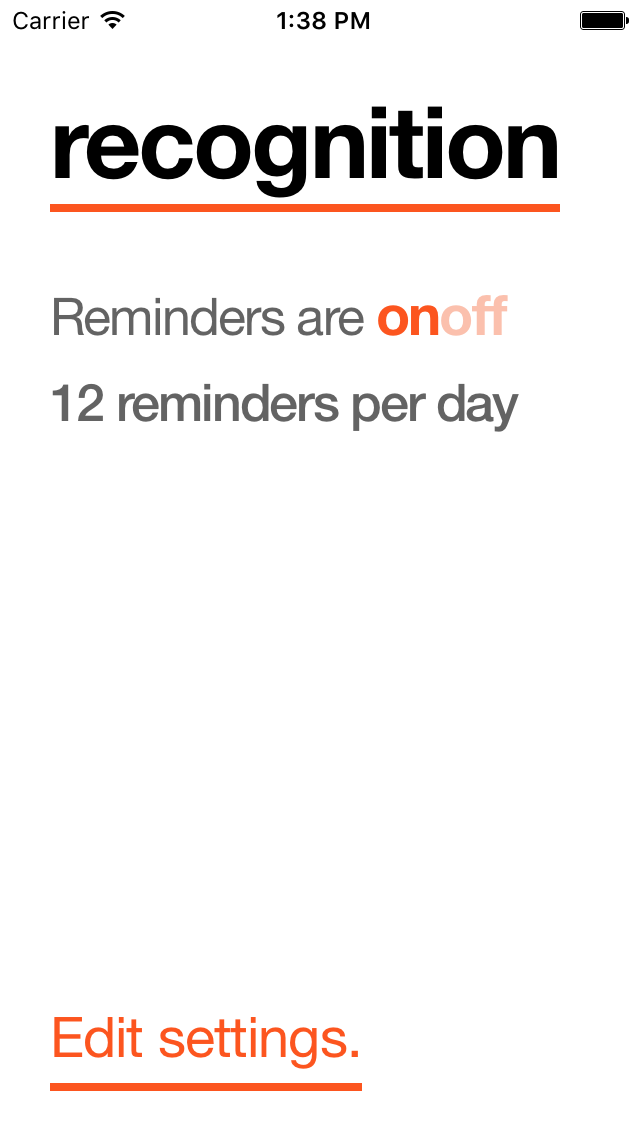 Carrier 1:38 PM
recognition
Reminders are onoff
12 reminders per day
Edit settings.